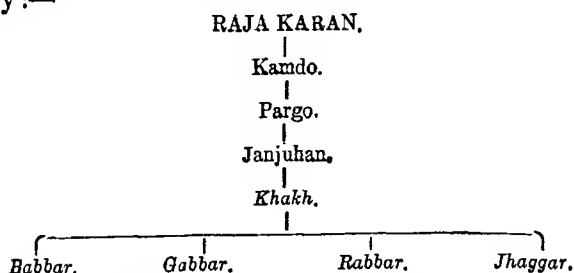 y :—
RAJA KARAN.
Kamdo.
Pargo.
Janjuhan.
Khakh.
Babbar. Gabbar. Rabbar. Jhaggar.